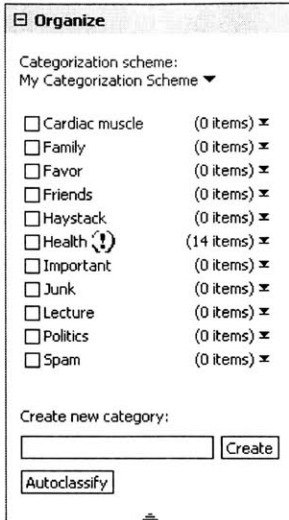 Organize
Categorization scheme:
My Categorization Scheme
Cardiac muscle (0 items)
Family (0 items)
Favor (0 items)
Friends (0 items)
Haystack (0 items)
Health (!) (14 items)
Important (0 items)
Junk (0 items)
Lecture (0 items)
Politics (0 items)
Spam (0 items)
Create new category:
Create
Autoclassify